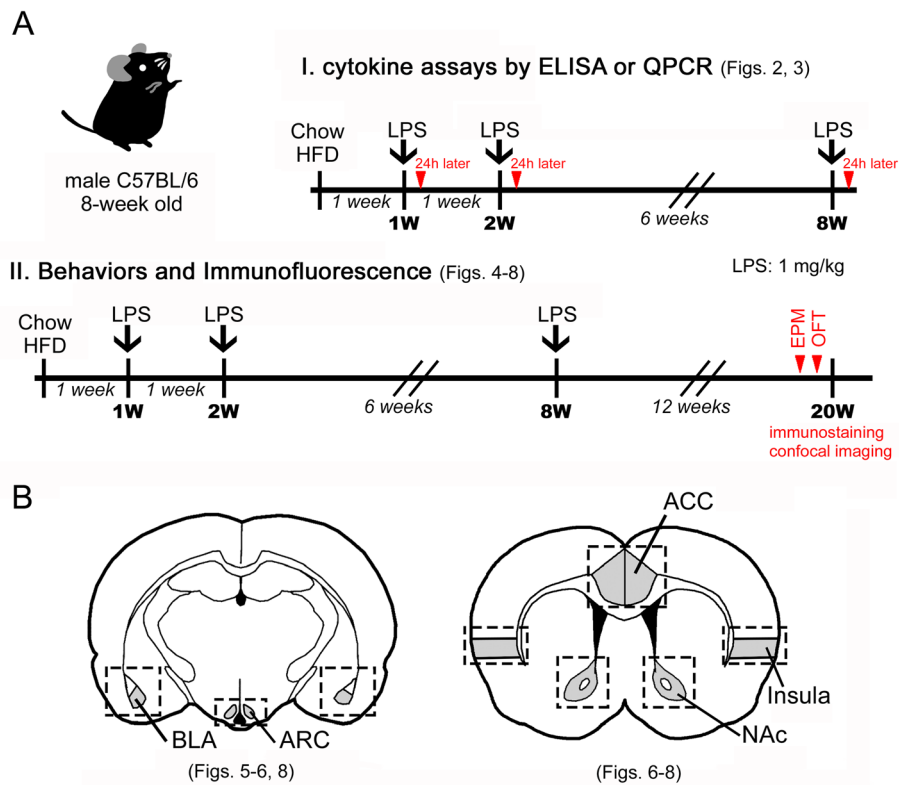 A
I. cytokine assays by ELISA or QPCR (Figs. 2, 3)
male C57BL/6
8-week old
Chow
HFD
LPS
LPS
LPS
24h later
24h later
24h later
1 week
1 week
6 weeks
1W
2W
8W
LPS: 1 mg/kg
II. Behaviors and Immunofluorescence (Figs. 4-8)
Chow
HFD
LPS
LPS
LPS
EPM
OFT
1 week
1 week
6 weeks
12 weeks
1W
2W
8W
20W
immunostaining
confocal imaging
B
BLA
ARC
(Figs. 5-6, 8)
ACC
Insula
NAc
(Figs. 6-8)